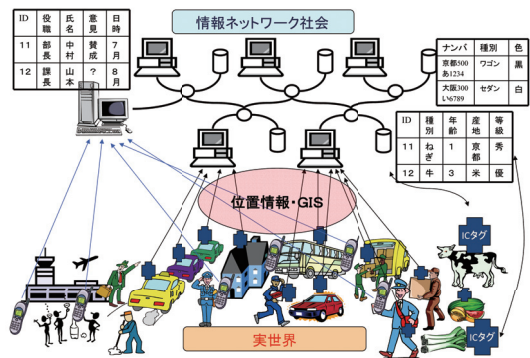 情報ネットワーク社会
ID 役職 氏名 意見 日時
11 部長 中村 賛成 7月
12 課長 山本 ? 8月
ナンバ 種別 色
京都500 あ1234 ワゴン 黒
大阪300 い6789 セダン 白
ID 種別 年齢 産地 等級
11 ねぎ 1 京都 秀
12 牛 3 米 優
位置情報・GIS
ICタグ
ICタグ
実世界